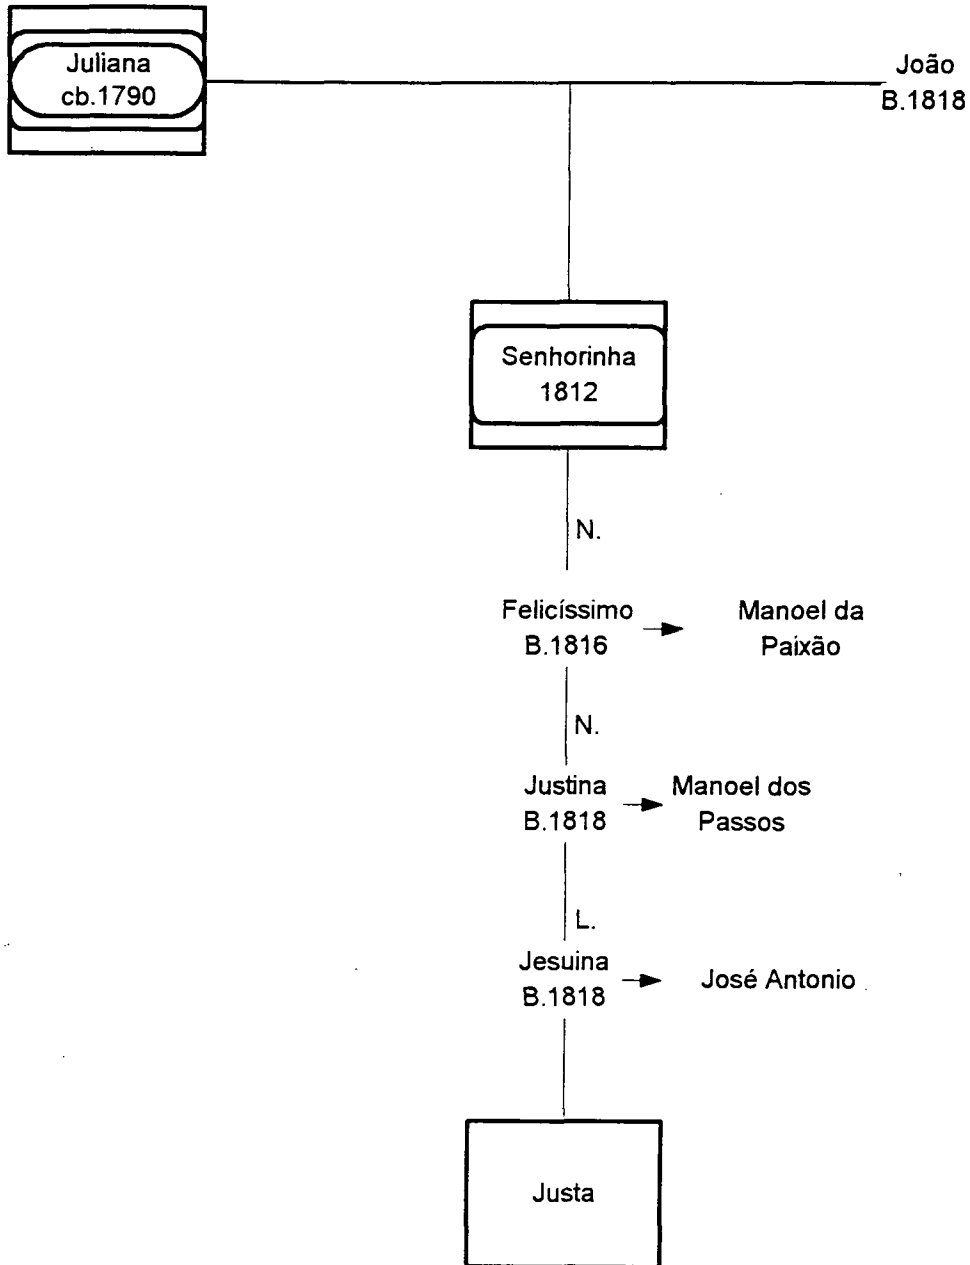 Juliana
cb.1790
João
B.1818
Senhorinha
1812
N.
Felicíssimo
B.1816
Manoel da
Paixão
N.
Justina
B.1818
Manoel dos
Passos
L.
Jesuina
B.1818
José Antonio
Justa